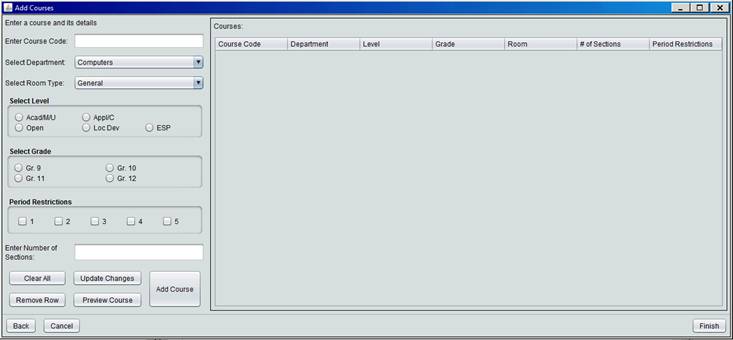 Add Courses
Enter a course and its details
Enter Course Code:
Select Department: Computers
Select Room Type: General
Select Level
Acad/M/U Appl/C
Open Loc Dev ESP
Select Grade
Gr. 9 Gr. 10
Gr. 11 Gr. 12
Period Restrictions
1 2 3 4 5
Enter Number of
Sections:
Clear All Update Changes
Add Course
Remove Row Preview Course
Courses:
Course Code Department Level Grade Room # of Sections Period Restrictions
Back Cancel Finish